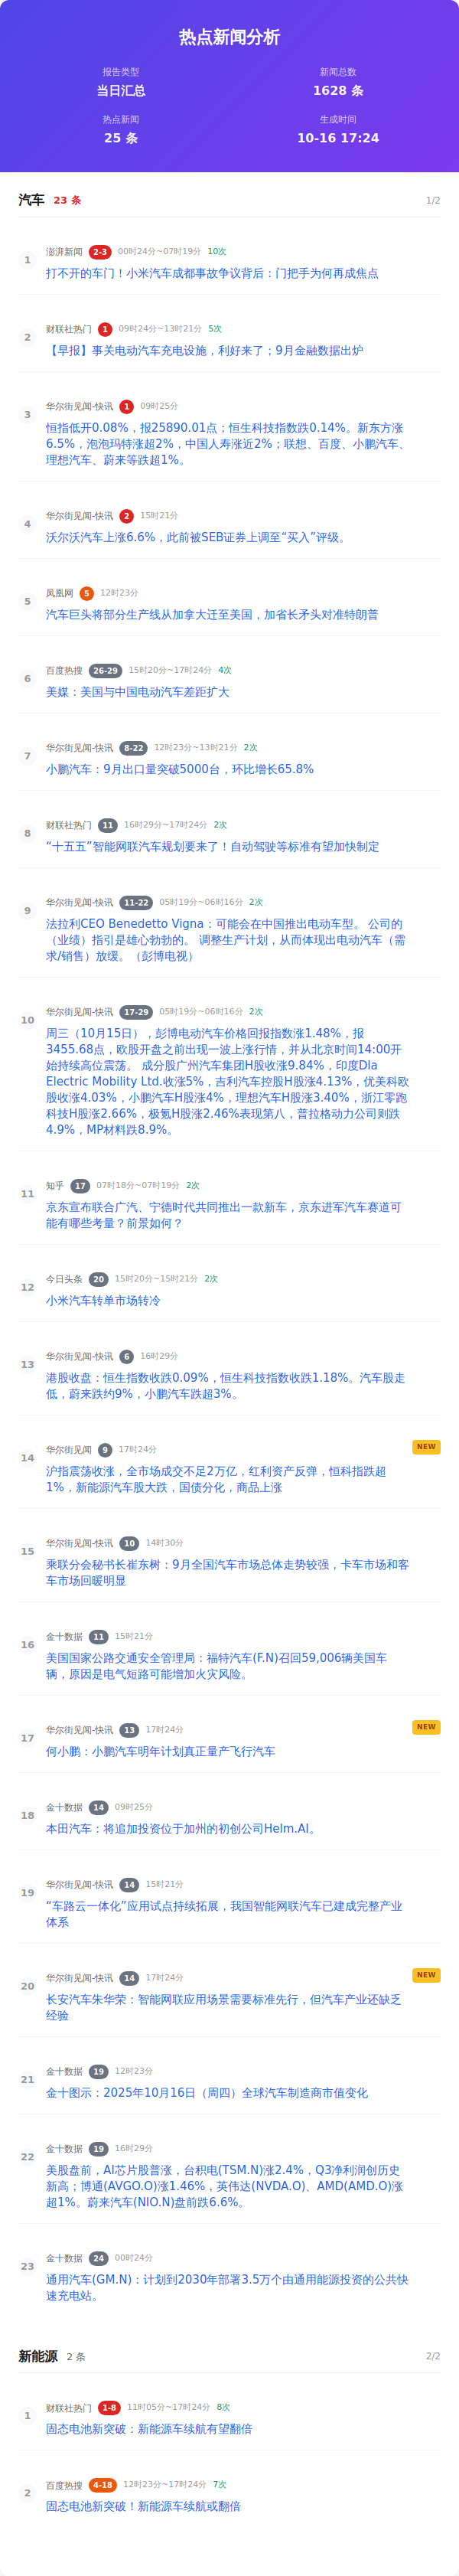 热点新闻分析
报告类型
当日汇总
新闻总数
1628 条
热点新闻
25 条
生成时间
10-16 17:24
汽车 23 条 1/2
1
澎湃新闻 2-3 00时24分~07时19分 10次
打不开的车门！小米汽车成都事故争议背后：门把手为何再成焦点
2
财联社热门 1 09时24分~13时21分 5次
【早报】事关电动汽车充电设施，利好来了；9月金融数据出炉
3
华尔街见闻-快讯 1 09时25分
恒指低开0.08%，报25890.01点；恒生科技指数跌0.14%。新东方涨
6.5%，泡泡玛特涨超2%，中国人寿涨近2%；联想、百度、小鹏汽车、
理想汽车、蔚来等跌超1%。
4
华尔街见闻-快讯 2 15时21分
沃尔沃汽车上涨6.6%，此前被SEB证券上调至“买入”评级。
5
凤凰网 5 12时23分
汽车巨头将部分生产线从加拿大迁至美国，加省长矛头对准特朗普
6
百度热搜 26-29 15时20分~17时24分 4次
美媒：美国与中国电动汽车差距扩大
7
华尔街见闻-快讯 8-22 12时23分~13时21分 2次
小鹏汽车：9月出口量突破5000台，环比增长65.8%
8
财联社热门 11 16时29分~17时24分 2次
“十五五”智能网联汽车规划要来了！自动驾驶等标准有望加快制定
9
华尔街见闻-快讯 11-22 05时19分~06时16分 2次
法拉利CEO Benedetto Vigna：可能会在中国推出电动车型。 公司的
（业绩）指引是雄心勃勃的。 调整生产计划，从而体现出电动汽车（需
求/销售）放缓。（彭博电视）
10
华尔街见闻-快讯 17-29 05时19分~06时16分 2次
周三（10月15日），彭博电动汽车价格回报指数涨1.48%，报
3455.68点，欧股开盘之前出现一波上涨行情，并从北京时间14:00开
始持续高位震荡。 成分股广州汽车集团H股收涨9.84%，印度Dla
Electric Mobility Ltd.收涨5%，吉利汽车控股H股涨4.13%，优美科欧
股收涨4.03%，小鹏汽车H股涨4%，理想汽车H股涨3.40%，浙江零跑
科技H股涨2.66%，极氪H股涨2.46%表现第八，普拉格动力公司则跌
4.9%，MP材料跌8.9%。
11
知乎 17 07时18分~07时19分 2次
京东宣布联合广汽、宁德时代共同推出一款新车，京东进军汽车赛道可
能有哪些考量？前景如何？
12
今日头条 20 15时20分~15时21分 2次
小米汽车转单市场转冷
13
华尔街见闻-快讯 6 16时29分
港股收盘：恒生指数收跌0.09%，恒生科技指数收跌1.18%。汽车股走
低，蔚来跌约9%，小鹏汽车跌超3%。
14
华尔街见闻 9 17时24分 NEW
沪指震荡收涨，全市场成交不足2万亿，红利资产反弹，恒科指跌超
1%，新能源汽车股大跌，国债分化，商品上涨
15
华尔街见闻-快讯 10 14时30分
乘联分会秘书长崔东树：9月全国汽车市场总体走势较强，卡车市场和客
车市场回暖明显
16
金十数据 11 15时21分
美国国家公路交通安全管理局：福特汽车(F.N)召回59,006辆美国车
辆，原因是电气短路可能增加火灾风险。
17
华尔街见闻-快讯 13 17时24分 NEW
何小鹏：小鹏汽车明年计划真正量产飞行汽车
18
金十数据 14 09时25分
本田汽车：将追加投资位于加州的初创公司Helm.AI。
19
华尔街见闻-快讯 14 15时21分
“车路云一体化”应用试点持续拓展，我国智能网联汽车已建成完整产业
体系
20
华尔街见闻-快讯 14 17时24分 NEW
长安汽车朱华荣：智能网联应用场景需要标准先行，但汽车产业还缺乏
经验
21
金十数据 19 12时23分
金十图示：2025年10月16日（周四）全球汽车制造商市值变化
22
金十数据 19 16时29分
美股盘前，AI芯片股普涨，台积电(TSM.N)涨2.4%，Q3净利润创历史
新高；博通(AVGO.O)涨1.46%，英伟达(NVDA.O)、AMD(AMD.O)涨
超1%。蔚来汽车(NIO.N)盘前跌6.6%。
23
金十数据 24 00时24分
通用汽车(GM.N)：计划到2030年部署3.5万个由通用能源投资的公共快
速充电站。
新能源 2 条 2/2
1
财联社热门 1-8 11时05分~17时24分 8次
固态电池新突破：新能源车续航有望翻倍
2
百度热搜 4-18 12时23分~17时24分 7次
固态电池新突破！新能源车续航或翻倍